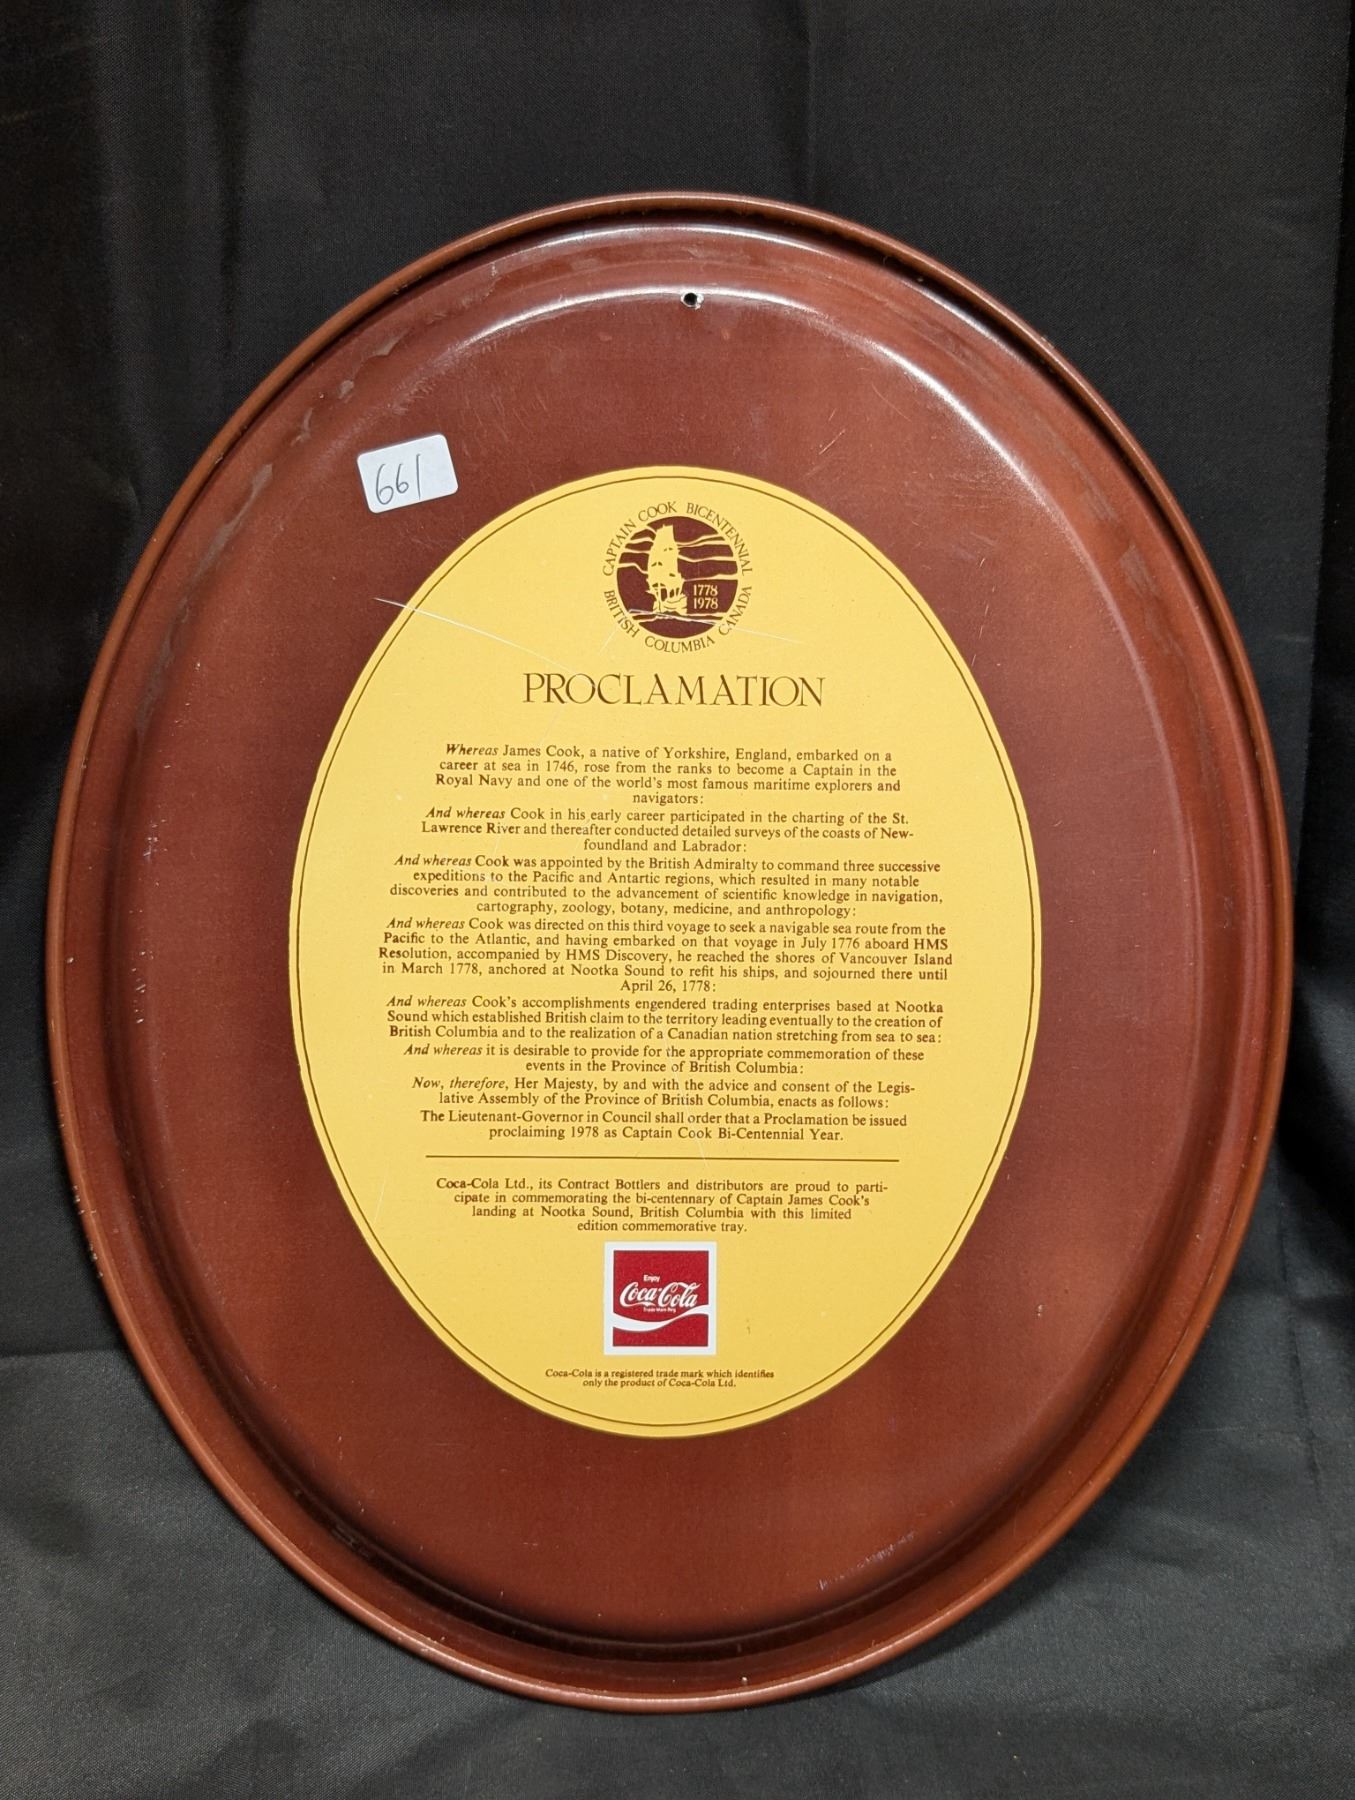 661
CAPTAIN COOK BICENTENNIAL
1778
1978
BRITISH COLUMBIA CANADA
PROCLAMATION
Whereas James Cook, a native of Yorkshire, England, embarked on a
career at sea in 1746, rose from the ranks to become a Captain in the
Royal Navy and one of the world's most famous maritime explorers and
navigators:
And whereas Cook in his early career participated in the charting of the St.
Lawrence River and thereafter conducted detailed surveys of the coasts of New-
foundland and Labrador:
And whereas Cook was appointed by the British Admiralty to command three successive
expeditions to the Pacific and Antartic regions, which resulted in many notable
discoveries and contributed to the advancement of scientific knowledge in navigation,
cartography, zoology, botany, medicine, and anthropology:
And whereas Cook was directed on this third voyage to seek a navigable sea route from the
Pacific to the Atlantic, and having embarked on that voyage in July 1776 aboard HMS
Resolution, accompanied by HMS Discovery, he reached the shores of Vancouver Island
in March 1778, anchored at Nootka Sound to refit his ships, and sojourned there until
April 26, 1778:
And whereas Cook's accomplishments engendered trading enterprises based at Nootka
Sound which established British claim to the territory leading eventually to the creation of
British Columbia and to the realization of a Canadian nation stretching from sea to sea:
And whereas it is desirable to provide for the appropriate commemoration of these
events in the Province of British Columbia:
Now, therefore, Her Majesty, by and with the advice and consent of the Legis-
lative Assembly of the Province of British Columbia, enacts as follows:
The Lieutenant-Governor in Council shall order that a Proclamation be issued
proclaiming 1978 as Captain Cook Bi-Centennial Year.
Coca-Cola Ltd., its Contract Bottlers and distributors are proud to parti-
cipate in commemorating the bi-centennary of Captain James Cook's
landing at Nootka Sound, British Columbia with this limited
edition commemorative tray.
Enjoy
Coca-Cola
Trade Mark Reg.
Coca-Cola is a registered trade mark which identifies
only the product of Coca-Cola Ltd.